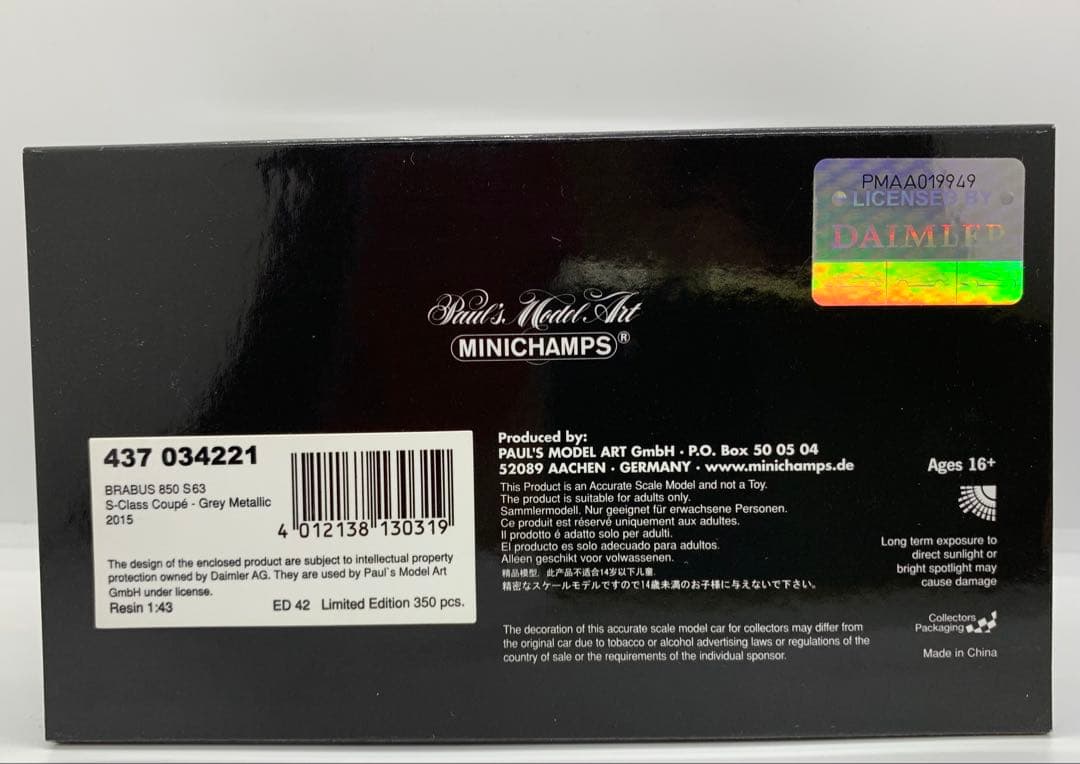 PMAA019949
LICENSED BY
DAIMLER
Paul's Model Art
MINICHAMPS®
437 034221
BRABUS 850 S63
S-Class Coupé - Grey Metallic
2015
4 012138 130319
The design of the enclosed product are subject to intellectual property
protection owned by Daimler AG. They are used by Paul`s Model Art
GmbH under license.
Resin 1:43
ED 42 Limited Edition 350 pcs.
Produced by:
PAUL'S MODEL ART GmbH · P.O. Box 50 05 04
52089 AACHEN · GERMANY · www.minichamps.de
This Product is an Accurate Scale Model and not a Toy.
The product is suitable for adults only.
Sammlermodell. Nur geeignet für erwachsene Personen.
Ce produit est réservé uniquement aux adultes.
Il prodotto é adatto solo per adulti.
El producto es solo adecuado para adultos.
Alleen geschikt voor volwassenen.
精品模型，此产品不适合14岁以下儿童。
精密なスケールモデルですので14歳未満のお子様に与えないで下さい。
The decoration of this accurate scale model car for collectors may differ from
the original car due to tobacco or alcohol advertising laws or regulations of the
country of sale or the requirements of the individual sponsor.
Ages 16+
Long term exposure to
direct sunlight or
bright spotlight may
cause damage
Collectors
Packaging
Made in China